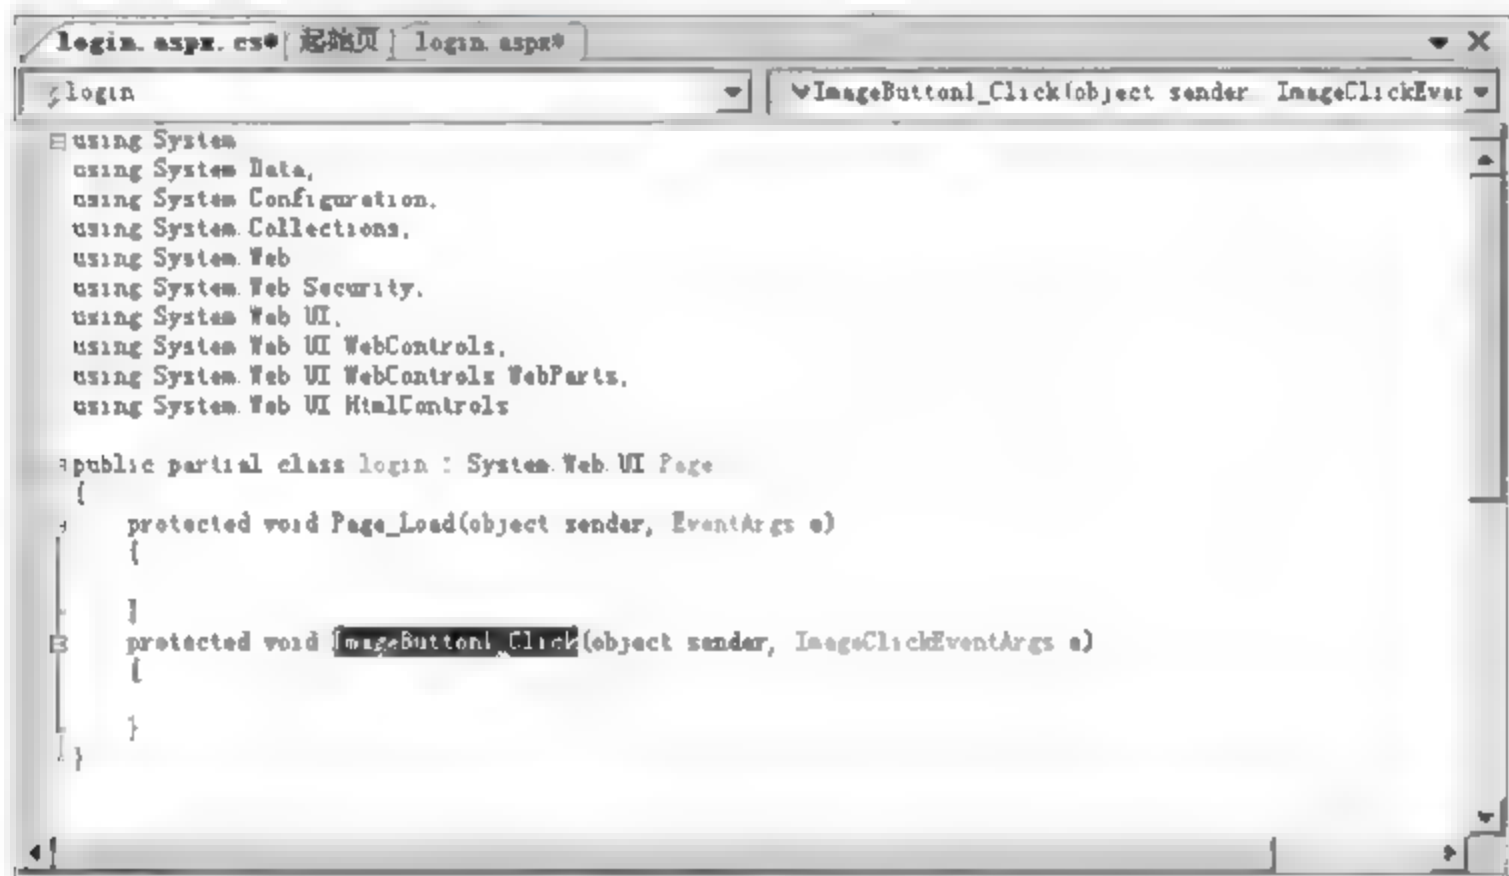 login.aspx.cs* 起始页 login.aspx*
login ImageButton1_Click(object sender ImageClickEver
using System
using System Data,
using System Configuration,
using System.Collections,
using System.Web
using System.Web Security,
using System Web UI,
using System Web UI WebControls,
using System.Web UI WebControls WebParts,
using System.Web UI HtmlControls
public partial class login : System.Web.UI Page
{
protected void Page_Load(object sender, EventArgs e)
{
}
protected void ImageButton1_Click(object sender, ImageClickEventArgs e)
{
}
}